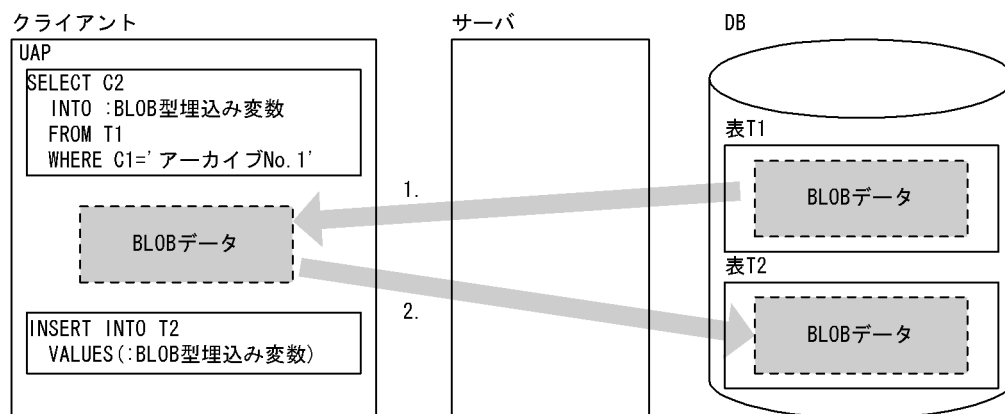 クライアント
サーバ
DB
UAP
SELECT C2
INTO :BLOB型埋込み変数
FROM T1
WHERE C1='アーカイブNo.1'
表T1
1.
BLOBデータ
BLOBデータ
表T2
2.
BLOBデータ
INSERT INTO T2
VALUES(:BLOB型埋込み変数)